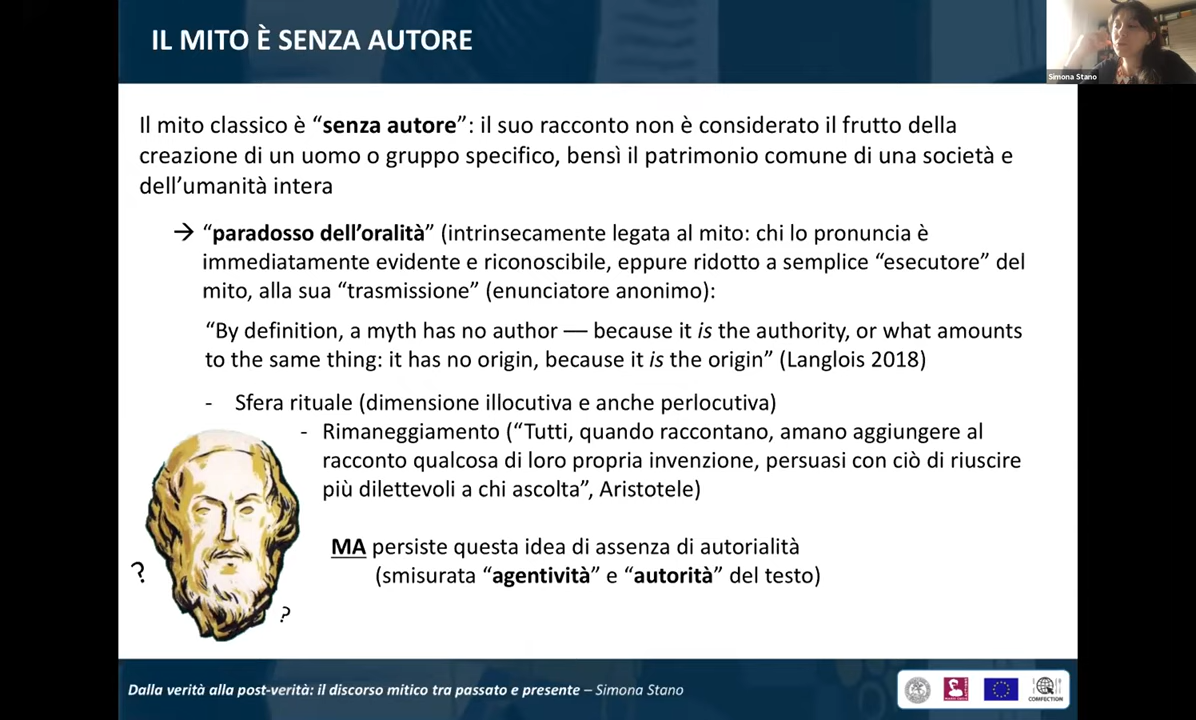 IL MITO È SENZA AUTORE
Simona Stano
Il mito classico è “senza autore”: il suo racconto non è considerato il frutto della
creazione di un uomo o gruppo specifico, bensì il patrimonio comune di una società e
dell’umanità intera
→ “paradosso dell’oralità” (intrinsecamente legata al mito: chi lo pronuncia è
immediatamente evidente e riconoscibile, eppure ridotto a semplice “esecutore” del
mito, alla sua “trasmissione” (enunciatore anonimo):
“By definition, a myth has no author — because it is the authority, or what amounts
to the same thing: it has no origin, because it is the origin” (Langlois 2018)
- Sfera rituale (dimensione illocutiva e anche perlocutiva)
- Rimaneggiamento (“Tutti, quando raccontano, amano aggiungere al
racconto qualcosa di loro propria invenzione, persuasi con ciò di riuscire
più dilettevoli a chi ascolta”, Aristotele)
MA persiste questa idea di assenza di autorialità
(smisurata “agentività” e “autorità” del testo)
?
?
Dalla verità alla post-verità: il discorso mitico tra passato e presente – Simona Stano
COMFECTION